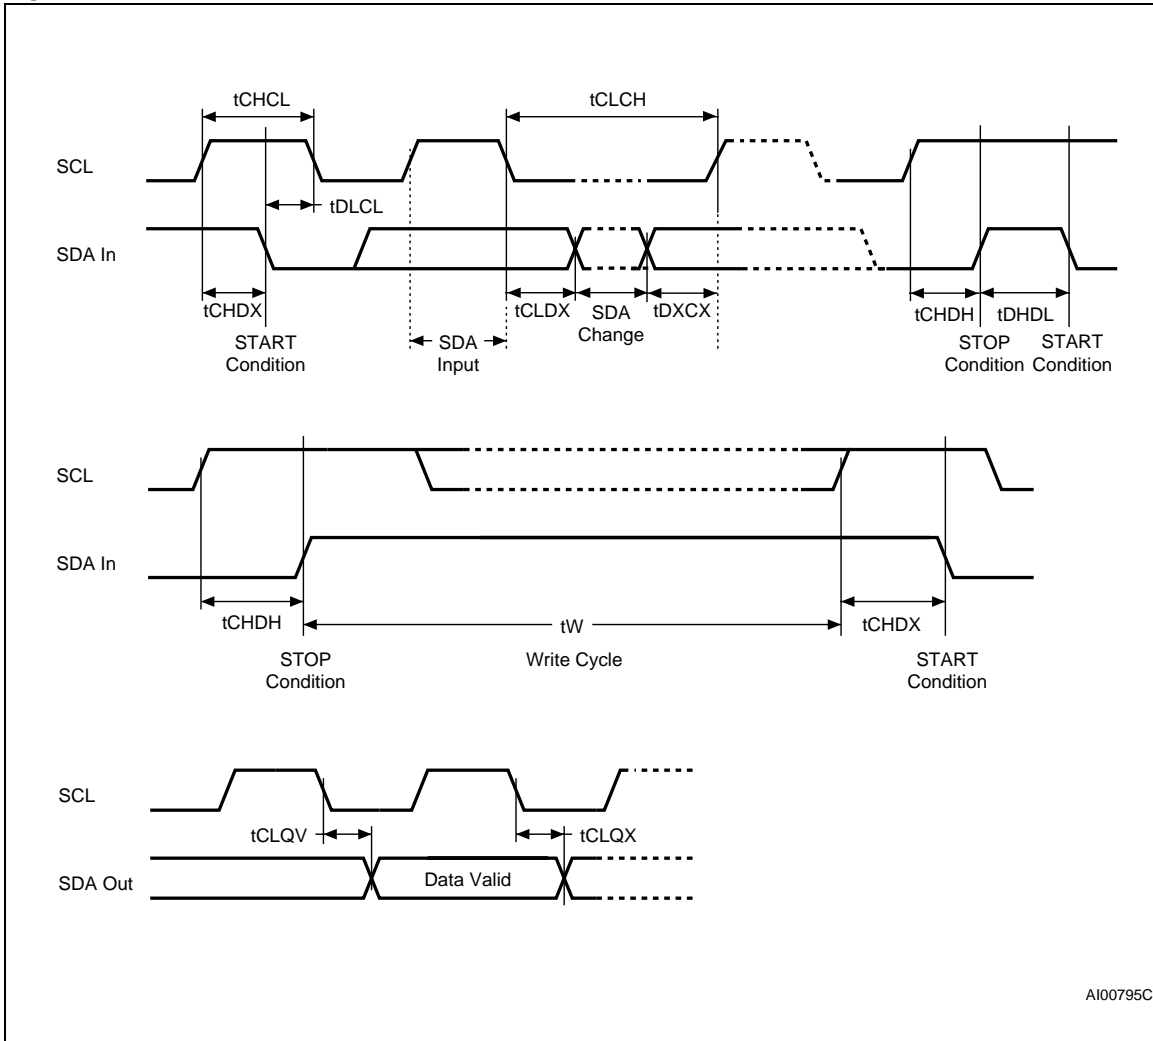 tCHCL
tCLCH
SCL
tDLCL
SDA In
tCHDX
tCLDX
SDA
Change
tDXCX
tCHDH
tDHDL
START
Condition
SDA
Input
STOP
Condition
START
Condition
SCL
SDA In
tCHDH
tW
tCHDX
STOP
Condition
Write Cycle
START
Condition
SCL
tCLQV
tCLQX
SDA Out
Data Valid
AI00795C